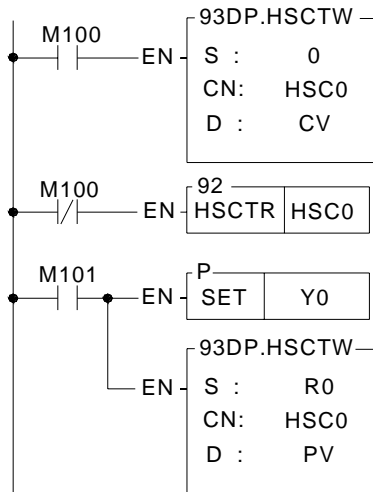 93DP.HSCTW
M100
EN
S : 0
CN: HSC0
D : CV
M100
EN
92
HSCTR HSC0
M101
EN
P
SET Y0
93DP.HSCTW
EN
S : R0
CN: HSC0
D : PV